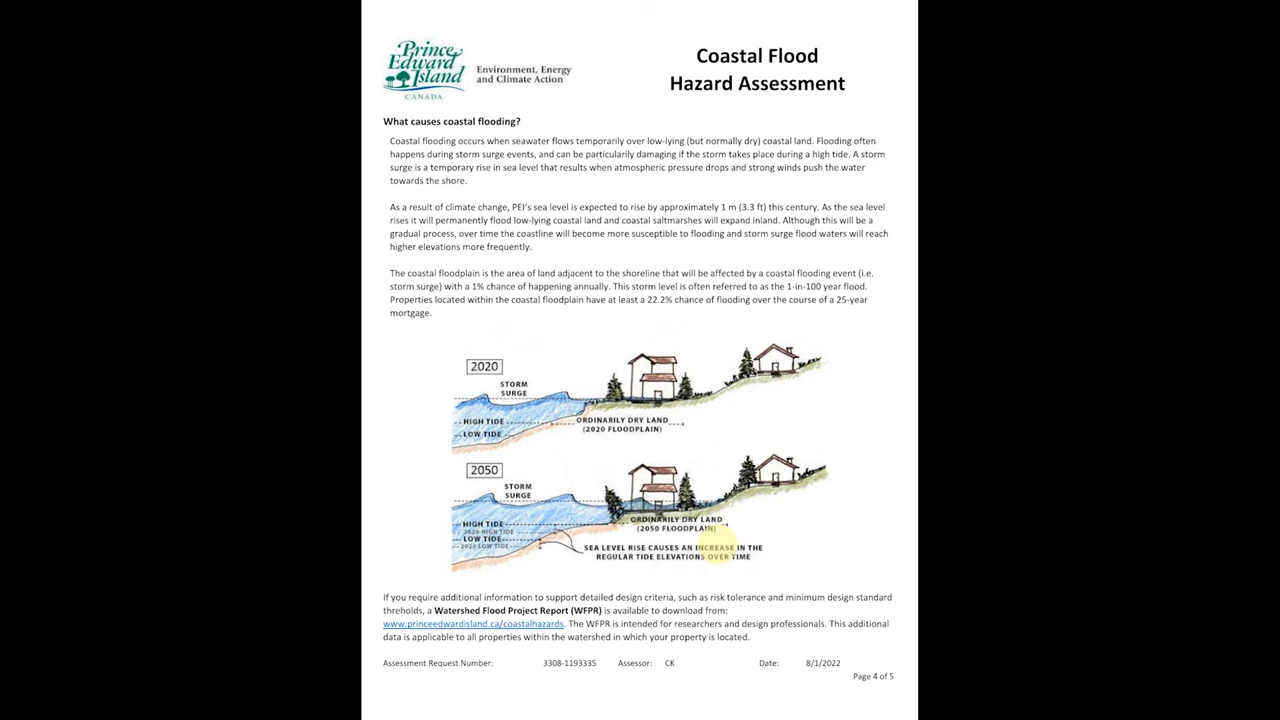 Prince
Edward
Island
CANADA
Environment, Energy
and Climate Action
Coastal Flood
Hazard Assessment
What causes coastal flooding?
Coastal flooding occurs when seawater flows temporarily over low-lying (but normally dry) coastal land. Flooding often
happens during storm surge events, and can be particularly damaging if the storm takes place during a high tide. A storm
surge is a temporary rise in sea level that results when atmospheric pressure drops and strong winds push the water
towards the shore.
As a result of climate change, PEI's sea level is expected to rise by approximately 1 m (3.3 ft) this century. As the sea level
rises it will permanently flood low-lying coastal land and coastal saltmarshes will expand inland. Although this will be a
gradual process, over time the coastline will become more susceptible to flooding and storm surge flood waters will reach
higher elevations more frequently.
The coastal floodplain is the area of land adjacent to the shoreline that will be affected by a coastal flooding event (i.e.
storm surge) with a 1% chance of happening annually. This storm level is often referred to as the 1-in-100 year flood.
Properties located within the coastal floodplain have at least a 22.2% chance of flooding over the course of a 25-year
mortgage.
2020
STORM
SURGE
HIGH TIDE
LOW TIDE
ORDINARILY DRY LAND
(2020 FLOODPLAIN)
2050
STORM
SURGE
HIGH TIDE
2020 HIGH TIDE
LOW TIDE
2020 LOW TIDE
ORDINARILY DRY LAND
(2050 FLOODPLAIN)
SEA LEVEL RISE CAUSES AN INCREASE IN THE
REGULAR TIDE ELEVATIONS OVER TIME
If you require additional information to support detailed design criteria, such as risk tolerance and minimum design standard
threholds, a Watershed Flood Project Report (WFPR) is available to download from:
www.princeedwardisland.ca/coastalhazards. The WFPR is intended for researchers and design professionals. This additional
data is applicable to all properties within the watershed in which your property is located.
Assessment Request Number: 3308-1193335 Assessor: CK Date: 8/1/2022
Page 4 of 5